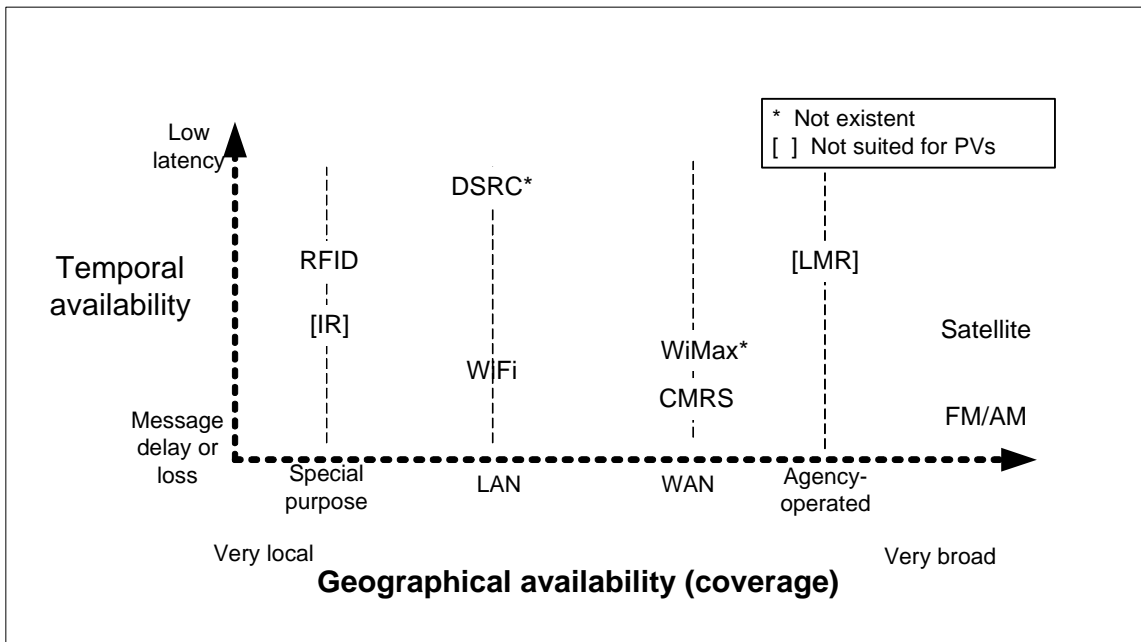 * Not existent
[ ] Not suited for PVs
Low
latency
DSRC*
Temporal
availability
RFID
[LMR]
[IR]
Satellite
WiMax*
WiFi
CMRS
FM/AM
Message
delay or
loss
Special
purpose
LAN
WAN
Agency-
operated
Very local
Very broad
Geographical availability (coverage)